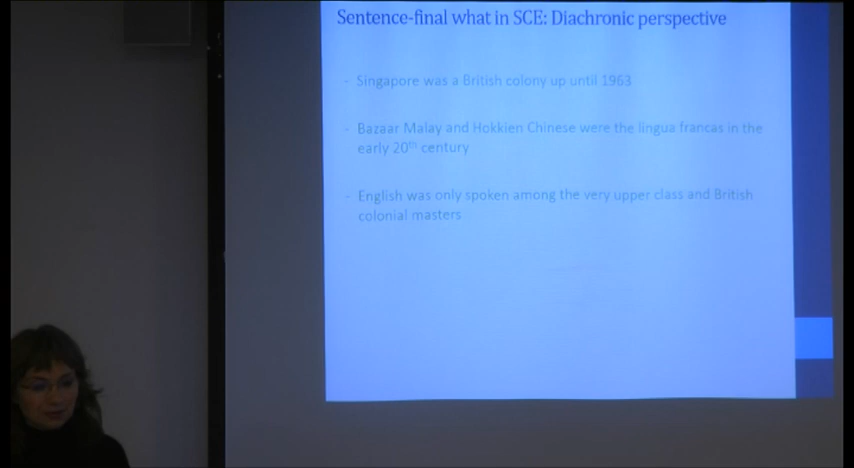 Sentence-final what in SCE: Diachronic perspective
- Singapore was a British colony up until 1963
- Bazaar Malay and Hokkien Chinese were the lingua francas in the
early 20th century
- English was only spoken among the very upper class and British
colonial masters